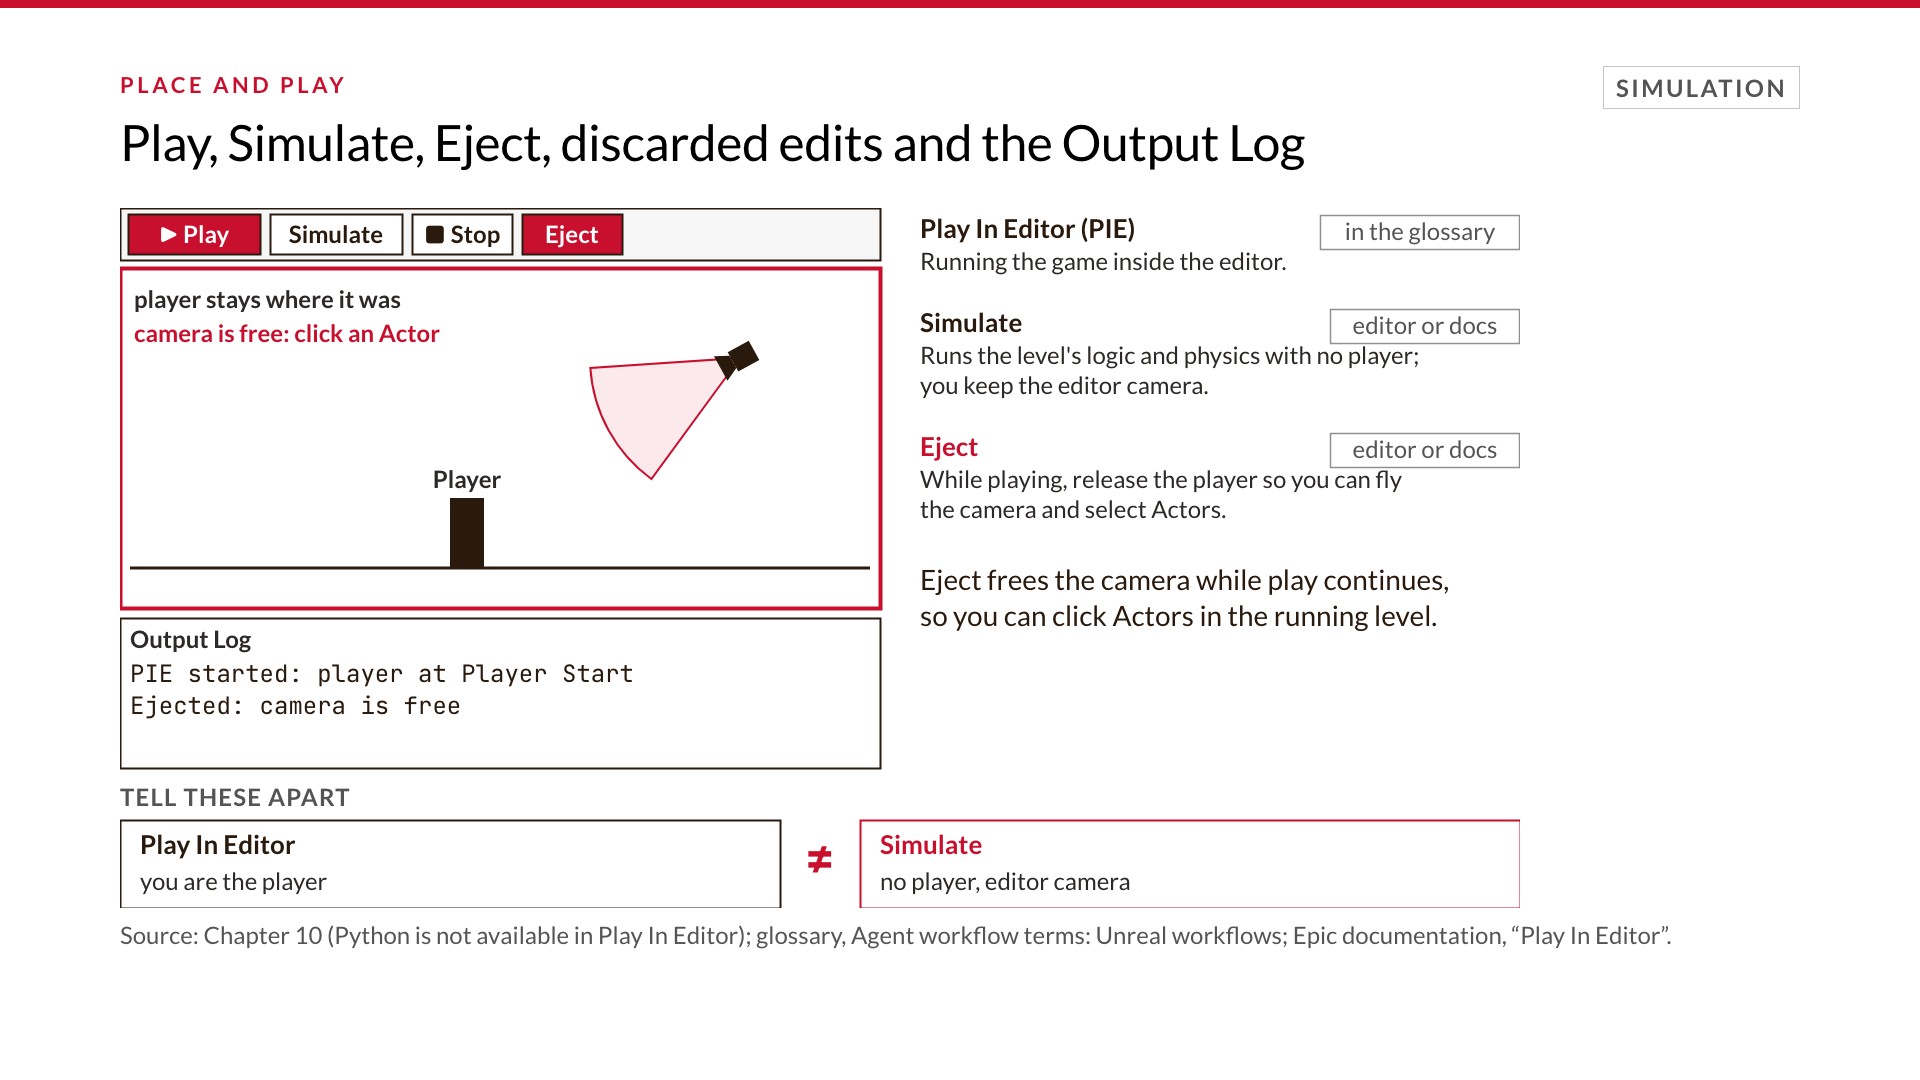 PLACE AND PLAY
SIMULATION
Play, Simulate, Eject, discarded edits and the Output Log
Play
Simulate
Stop
Eject
player stays where it was
camera is free: click an Actor
Player
Output Log
PIE started: player at Player Start
Ejected: camera is free
Play In Editor (PIE)
in the glossary
Running the game inside the editor.
Simulate
editor or docs
Runs the level's logic and physics with no player;
you keep the editor camera.
Eject
editor or docs
While playing, release the player so you can fly
the camera and select Actors.
Eject frees the camera while play continues,
so you can click Actors in the running level.
TELL THESE APART
Play In Editor
you are the player
≠
Simulate
no player, editor camera
Source: Chapter 10 (Python is not available in Play In Editor); glossary, Agent workflow terms: Unreal workflows; Epic documentation, “Play In Editor”.